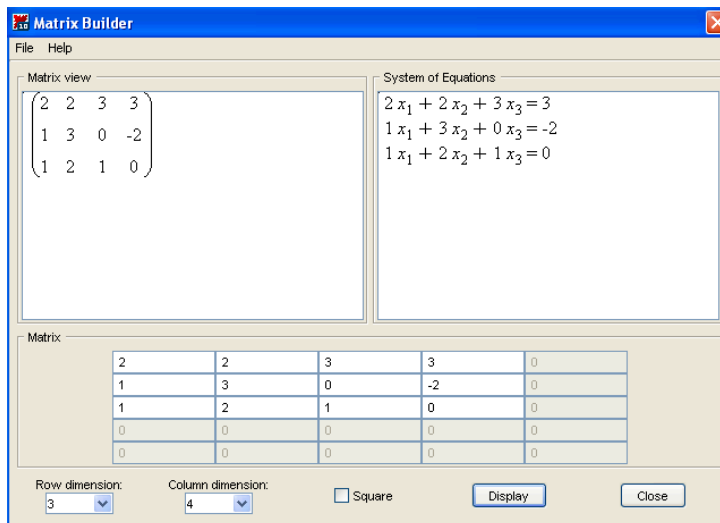 Matrix Builder
File Help
Matrix view
2 2 3 3
1 3 0 -2
1 2 1 0
System of Equations
2 x₁ + 2 x₂ + 3 x₃ = 3
1 x₁ + 3 x₂ + 0 x₃ = -2
1 x₁ + 2 x₂ + 1 x₃ = 0
Matrix
2 2 3 3 0
1 3 0 -2 0
1 2 1 0 0
0 0 0 0 0
0 0 0 0 0
Row dimension: Column dimension:
3 4 Square Display Close